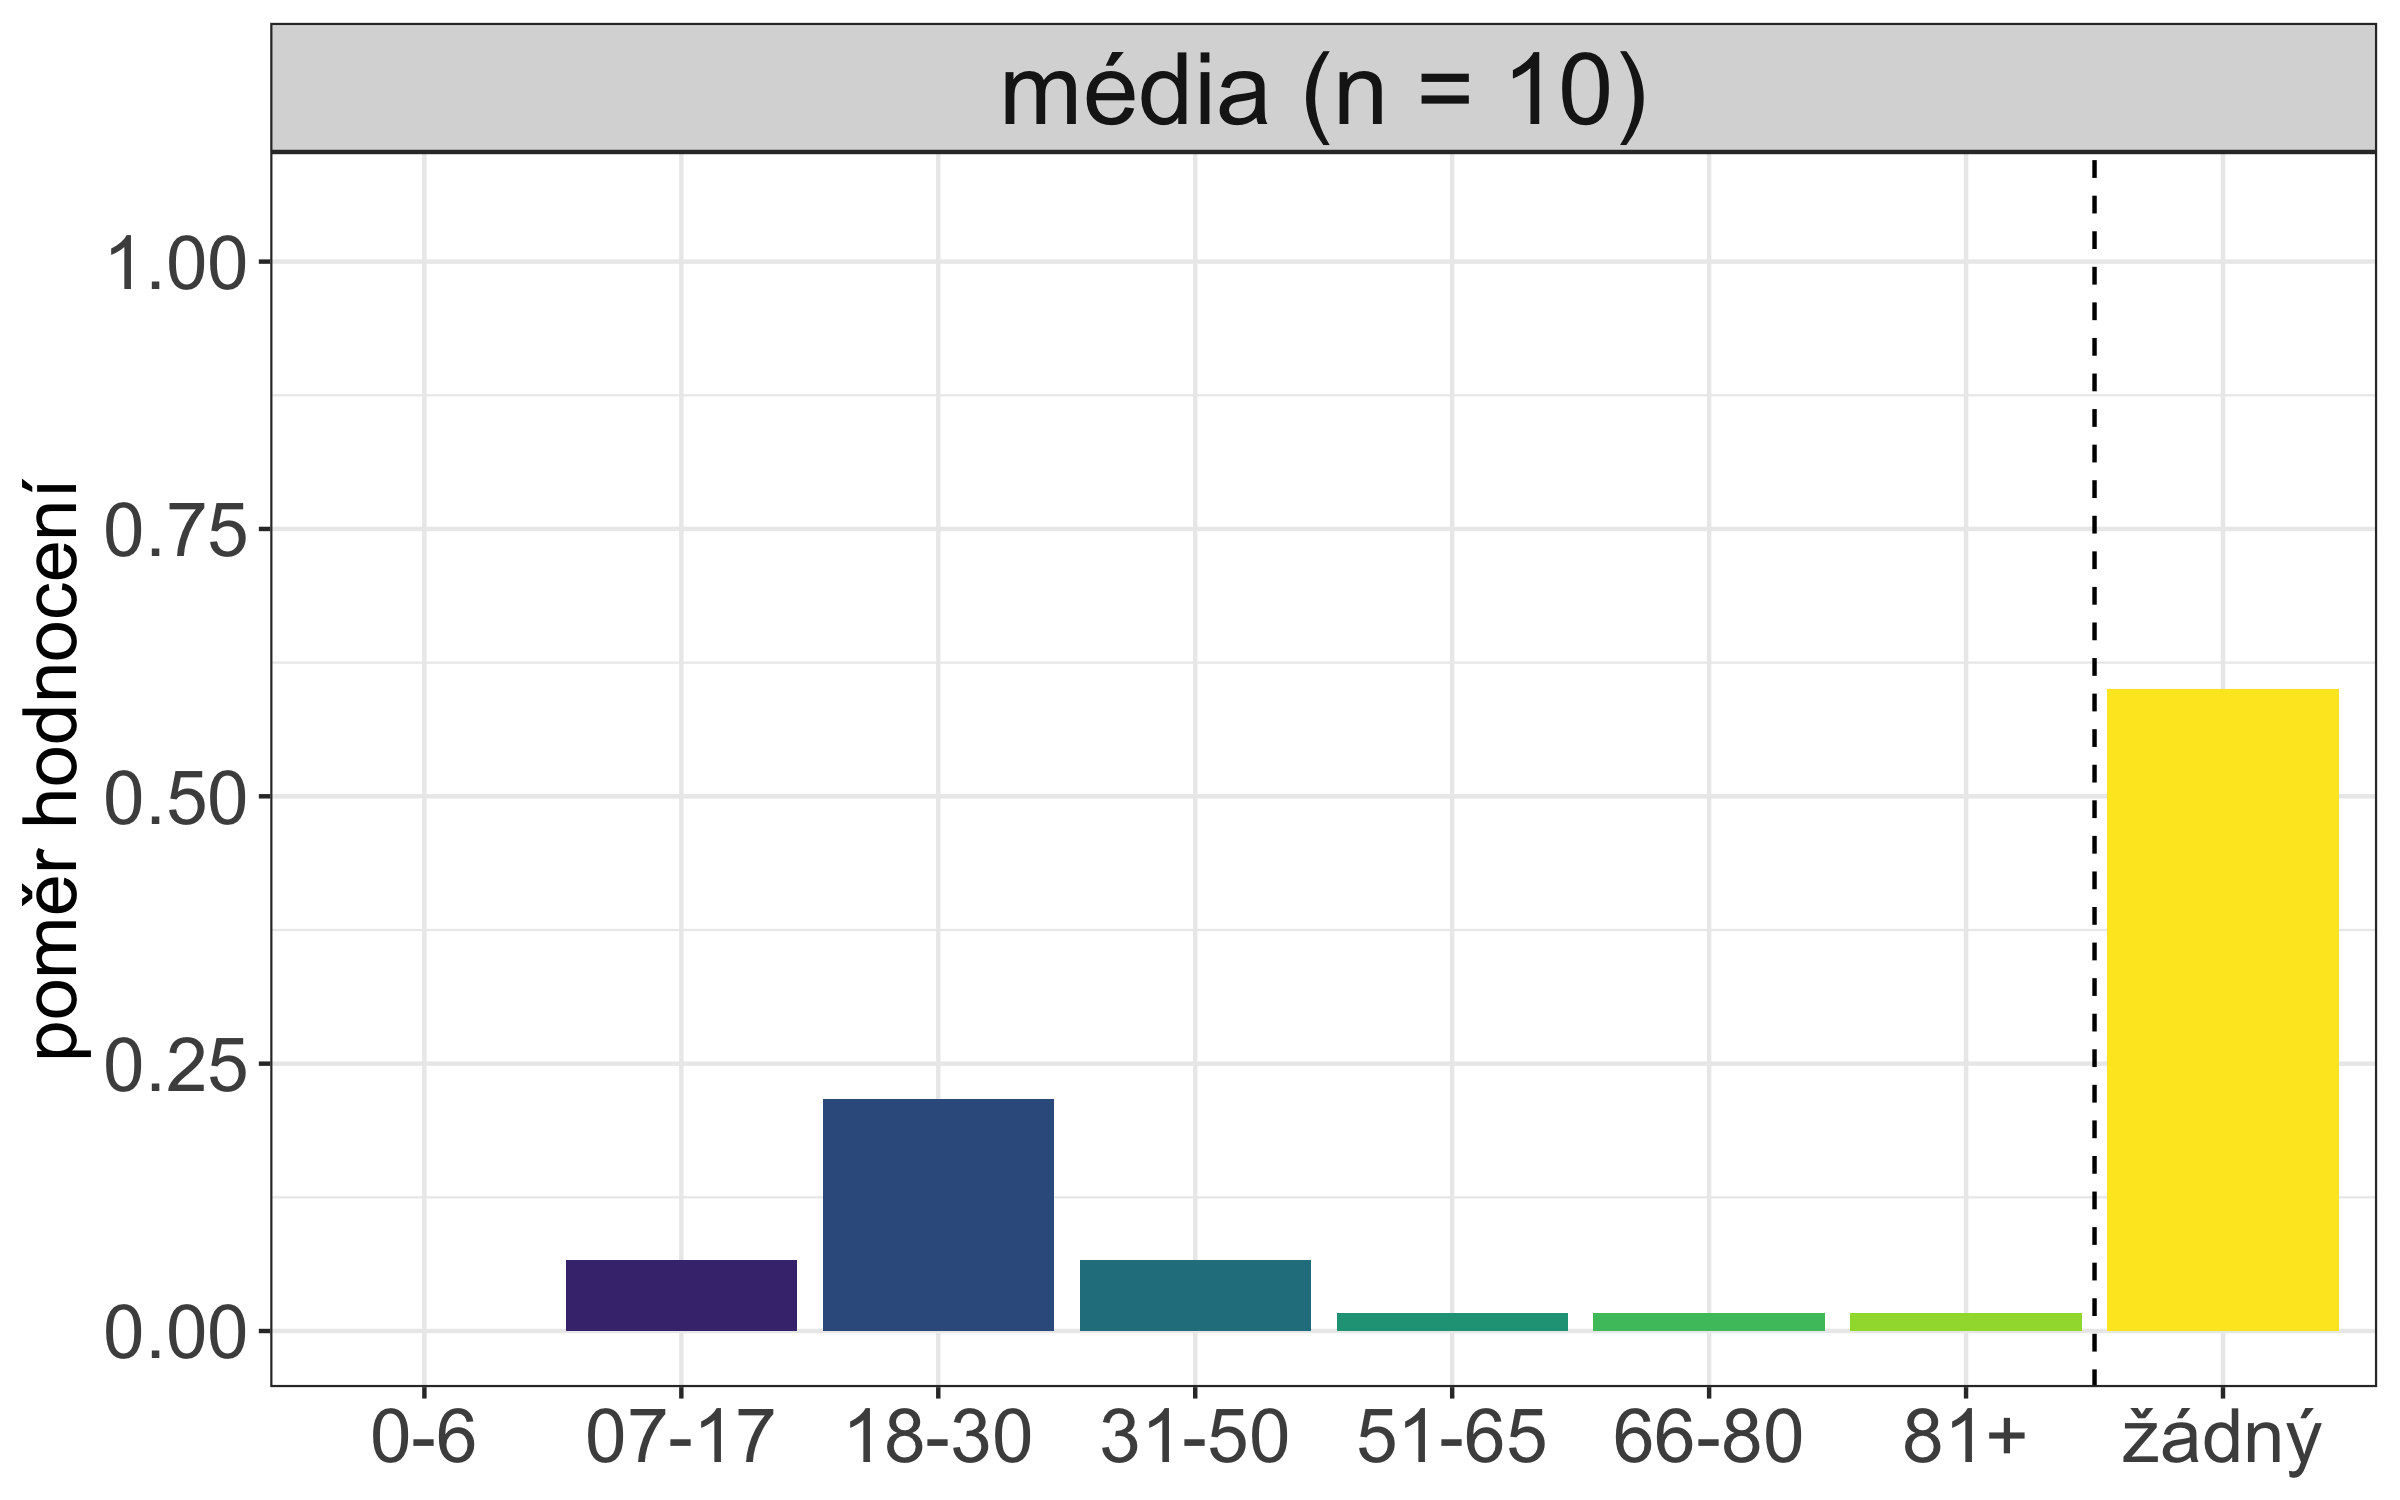 média (n = 10)
poměr hodnocení
1.00
0.75
0.50
0.25
0.00
0-6 07-17 18-30 31-50 51-65 66-80 81+ žádný